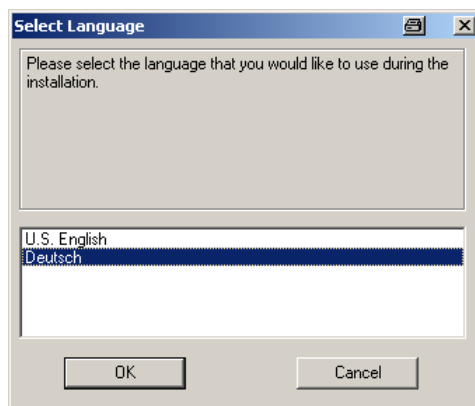 Select Language
Please select the language that you would like to use during the
installation.
U.S. English
Deutsch
OK
Cancel